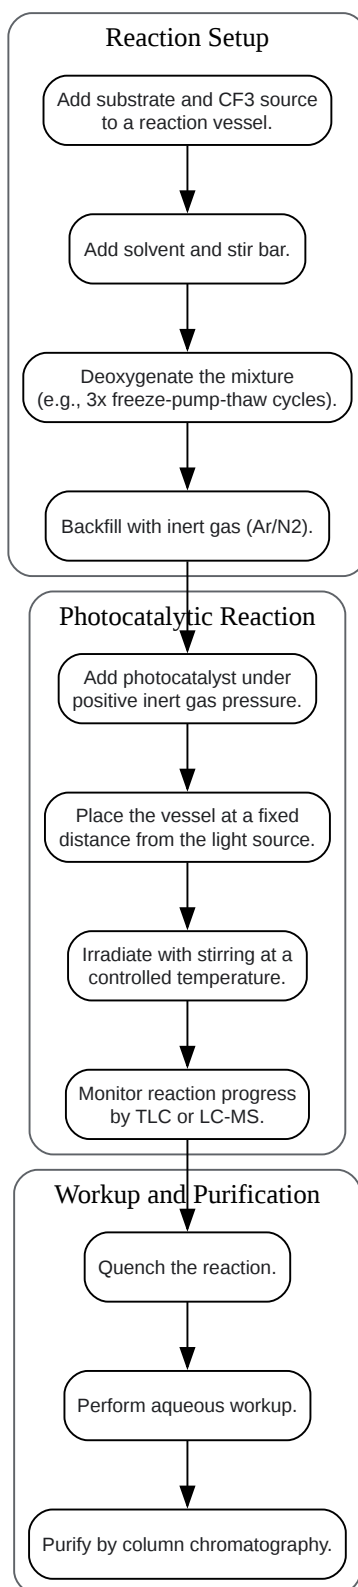 Reaction Setup
Add substrate and CF3 source
to a reaction vessel.
Add solvent and stir bar.
Deoxygenate the mixture
(e.g., 3x freeze-pump-thaw cycles).
Backfill with inert gas (Ar/N2).
Photocatalytic Reaction
Add photocatalyst under
positive inert gas pressure.
Place the vessel at a fixed
distance from the light source.
Irradiate with stirring at a
controlled temperature.
Monitor reaction progress
by TLC or LC-MS.
Workup and Purification
Quench the reaction.
Perform aqueous workup.
Purify by column chromatography.